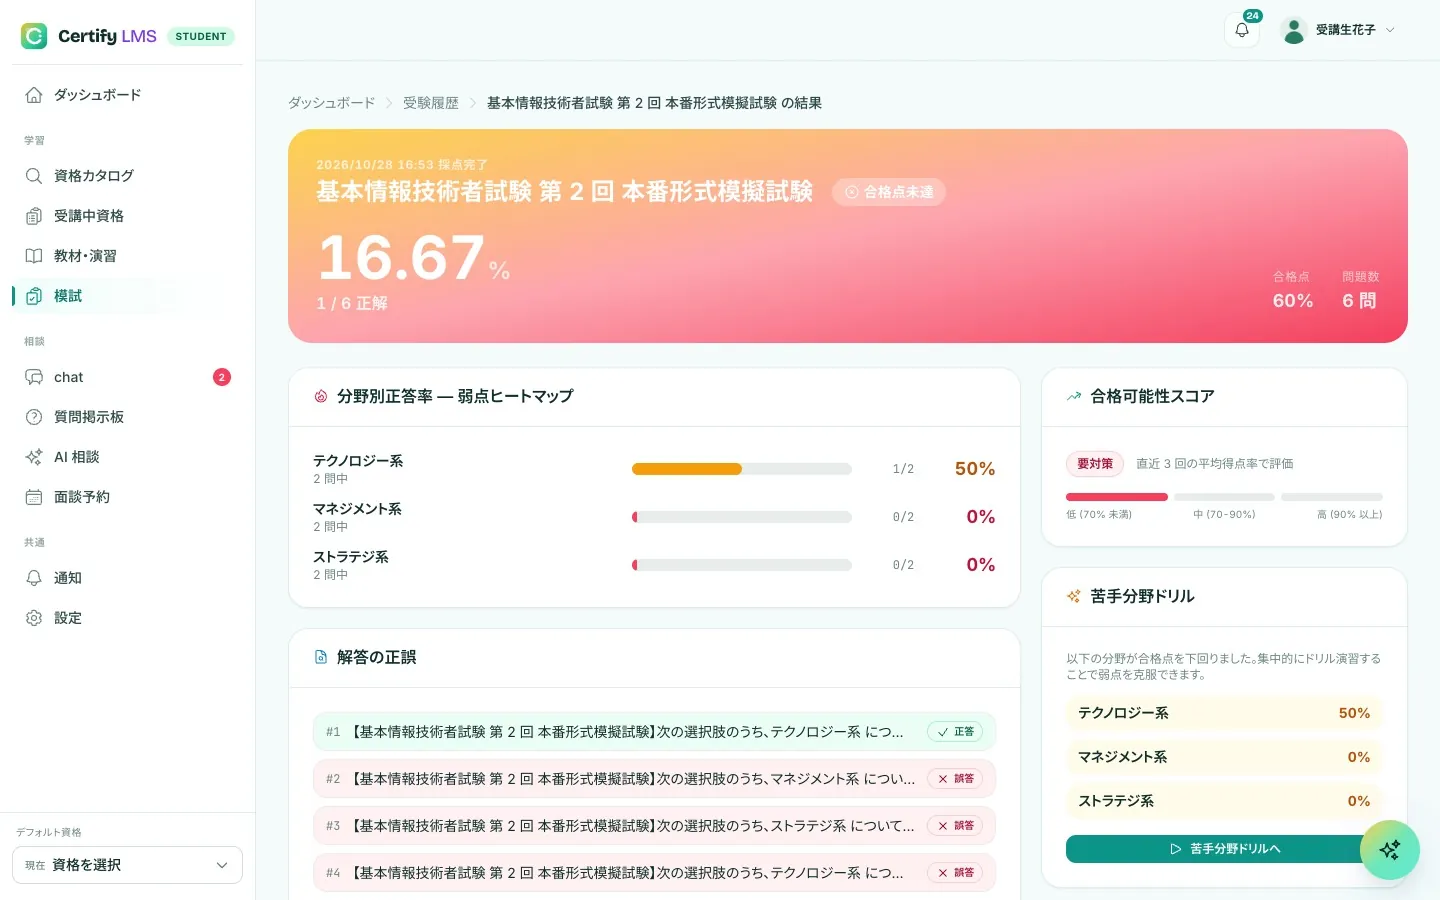 Certify LMS STUDENT
24
受講生花子
ダッシュボード
学習
資格カタログ
受講中資格
教材・演習
模試
相談
chat
2
質問掲示板
AI 相談
面談予約
共通
通知
設定
デフォルト資格
現在 資格を選択
ダッシュボード 受験履歴 基本情報技術者試験 第 2 回 本番形式模擬試験 の結果
2026/10/28 16:53 採点完了
基本情報技術者試験 第 2 回 本番形式模擬試験 合格点未達
16.67%
1 / 6 正解
合格点 問題数
60% 6 問
分野別正答率 — 弱点ヒートマップ
テクノロジー系
2 問中
1/2 50%
マネジメント系
2 問中
0/2 0%
ストラテジ系
2 問中
0/2 0%
解答の正誤
#1 【基本情報技術者試験 第 2 回 本番形式模擬試験】次の選択肢のうち、テクノロジー系 につ... 正答
#2 【基本情報技術者試験 第 2 回 本番形式模擬試験】次の選択肢のうち、マネジメント系 につい... 誤答
#3 【基本情報技術者試験 第 2 回 本番形式模擬試験】次の選択肢のうち、ストラテジ系 について... 誤答
#4 【基本情報技術者試験 第 2 回 本番形式模擬試験】次の選択肢のうち、テクノロジー系 につ... 誤答
合格可能性スコア
要対策 直近 3 回の平均得点率で評価
低 (70% 未満) 中 (70-90%) 高 (90% 以上)
苦手分野ドリル
以下の分野が合格点を下回りました。集中的にドリル演習する
ことで弱点を克服できます。
テクノロジー系 50%
マネジメント系 0%
ストラテジ系 0%
苦手分野ドリルへ